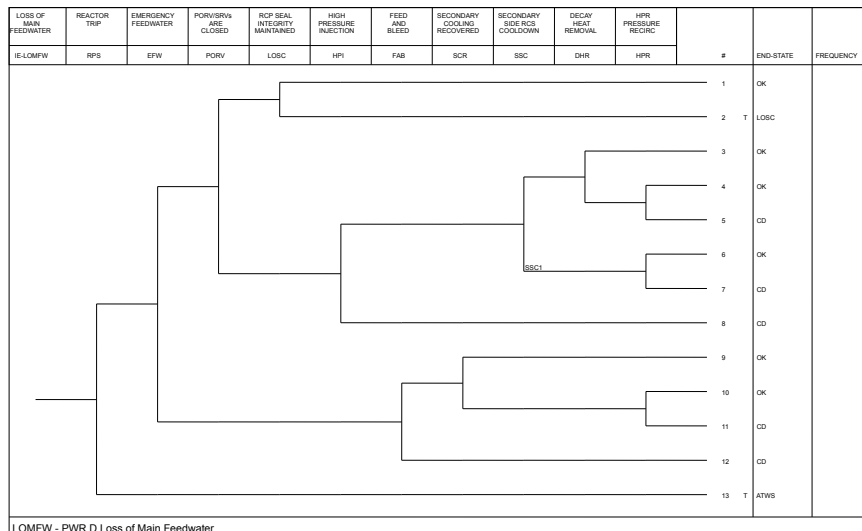 LOSS OF MAIN FEEDWATER
REACTOR TRIP
EMERGENCY FEEDWATER
PORV/SRVs ARE CLOSED
RCP SEAL INTEGRITY MAINTAINED
HIGH PRESSURE INJECTION
FEED AND BLEED
SECONDARY COOLING RECOVERED
SECONDARY SIDE RCS COOLDOWN
DECAY HEAT REMOVAL
HPR PRESSURE RECIRC
IE-LOMFW RPS EFW PORV LOSC HPI FAB SCR SSC DHR HPR # END-STATE FREQUENCY
1 OK
2 T LOSC
3 OK
4 OK
5 CD
6 OK
SSC1
7 CD
8 CD
9 OK
10 OK
11 CD
12 CD
13 T ATWS
LOMFW - PWR D Loss of Main Feedwater